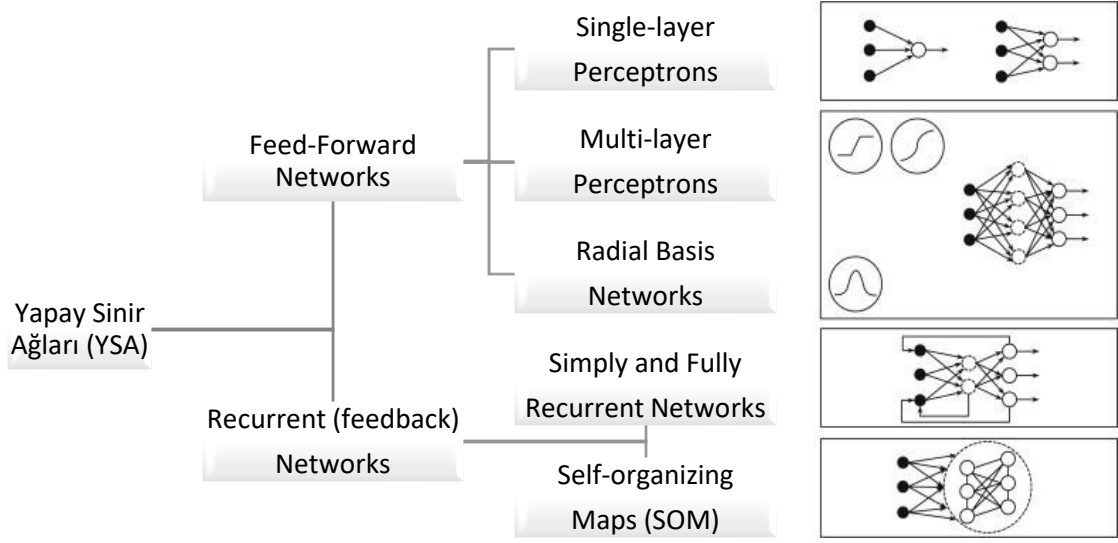 Single-layer
Perceptrons
Feed-Forward
Networks
Multi-layer
Perceptrons
Radial Basis
Networks
Yapay Sinir
Ağları (YSA)
Simply and Fully
Recurrent Networks
Recurrent (feedback)
Networks
Self-organizing
Maps (SOM)